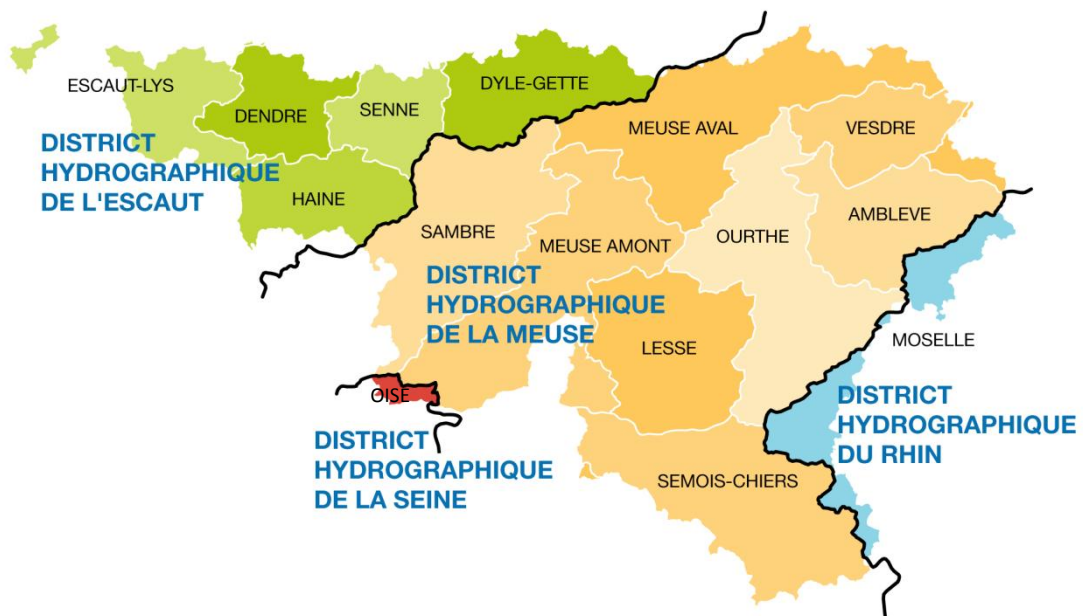 ESCAUT-LYS
DENDRE
SENNE
DYLE-GETTE
MEUSE AVAL
VESDRE
DISTRICT
HYDROGRAPHIQUE
DE L'ESCAUT
HAINE
SAMBRE
MEUSE AMONT
OURTHE
AMBLEVE
DISTRICT
HYDROGRAPHIQUE
DE LA MEUSE
LESSE
MOSELLE
OISE
DISTRICT
HYDROGRAPHIQUE
DU RHIN
DISTRICT
HYDROGRAPHIQUE
DE LA SEINE
SEMOIS-CHIERS